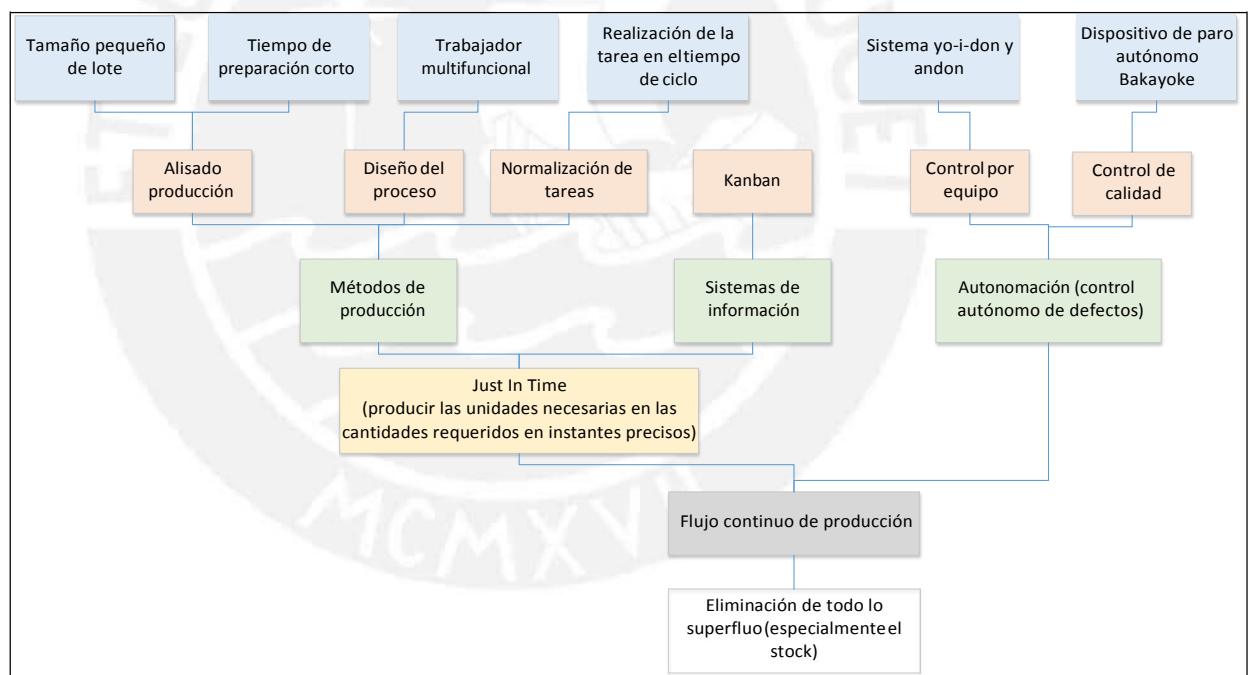 Tamaño pequeño
de lote
Tiempo de
preparación corto
Trabajador
multifuncional
Realización de la
tarea en eltiempo
de ciclo
Sistema yo-i-don y
andon
Dispositivo de paro
autónomo
Bakayoke
Alisado
producción
Diseño del
proceso
Normalización de
tareas
Kanban
Control por
equipo
Control de
calidad
Métodos de
producción
Sistemas de
información
Autonomación (control
autónomo de defectos)
Just In Time
(producir las unidades necesarias en las
cantidades requeridos en instantes precisos)
Flujo continuo de producción
Eliminación de todo lo
superfluo(especialmente el
stock)
MCMXVII